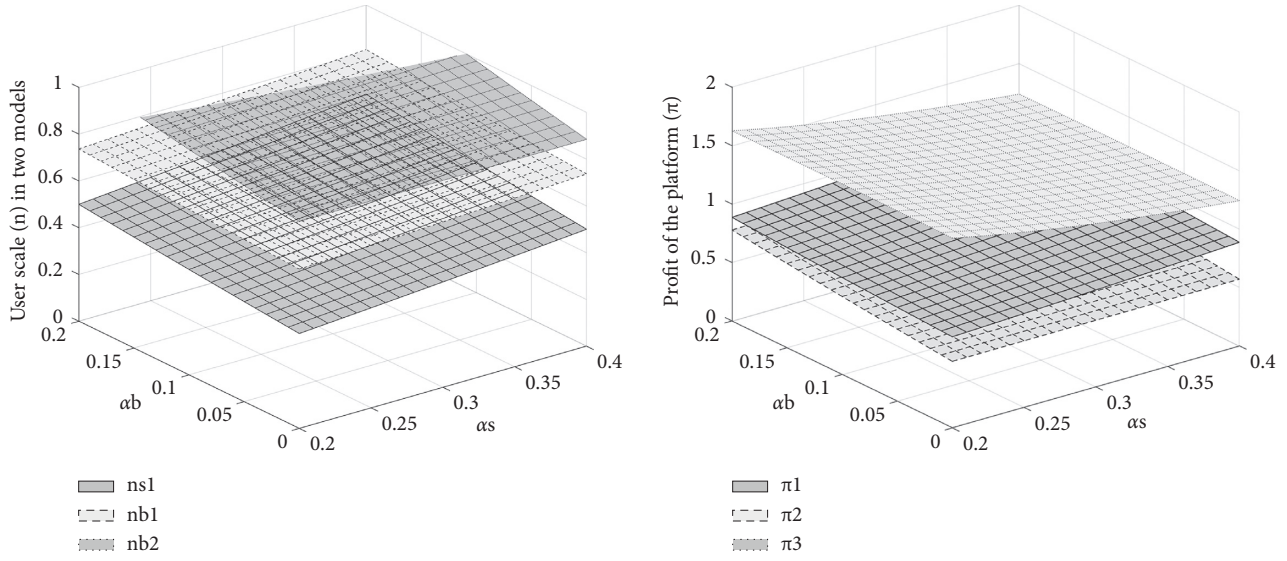 User scale (n) in two models
1
0.8
0.6
0.4
0.2
0
0.2
0.15
0.1
0.05
0
αb
0.2
0.25
0.3
0.35
0.4
αs
ns1
nb1
nb2
Profit of the platform (π)
2
1.5
1
0.5
0
0.2
0.15
0.1
0.05
0
αb
0.2
0.25
0.3
0.35
0.4
αs
π1
π2
π3